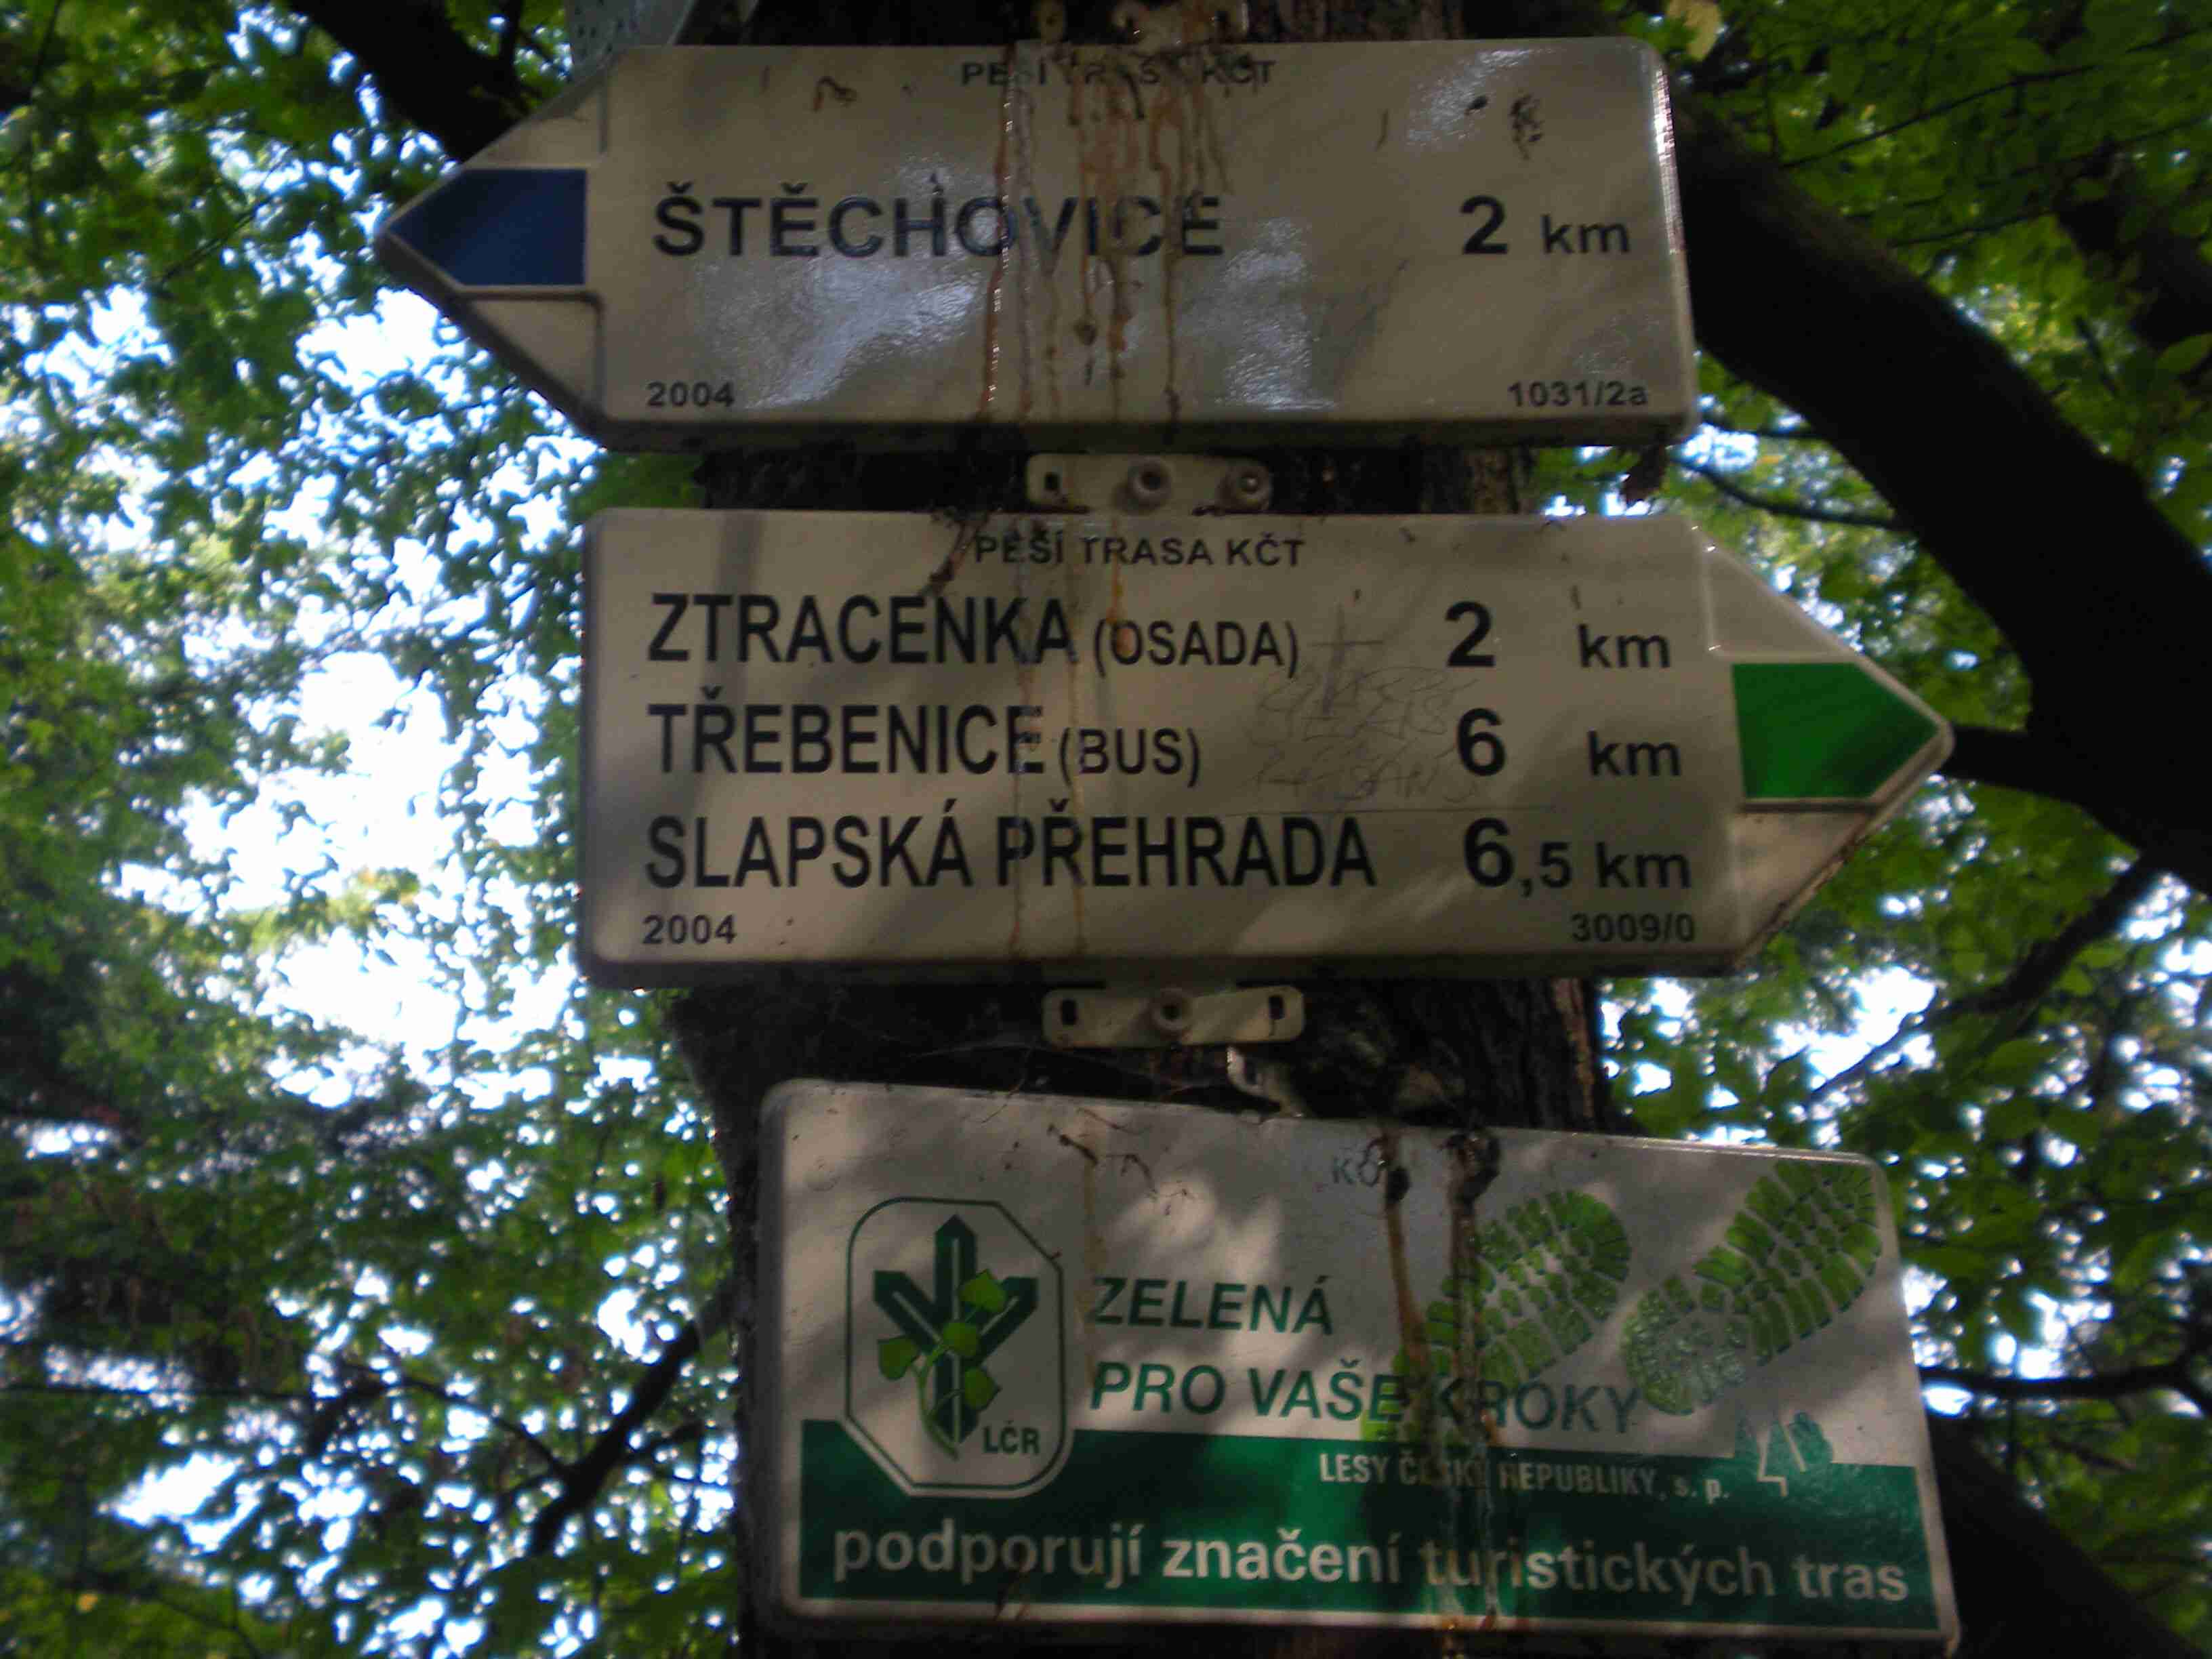 PĚŠÍ TRASA KČT
ŠTĚCHOVICE 2 km
2004 1031/2a
PĚŠÍ TRASA KČT
ZTRACENKA (OSADA) 2 km
TŘEBENICE (BUS) 6 km
SLAPSKÁ PŘEHRADA 6,5 km
2004 3009/0
ZELENÁ
PRO VAŠE KROKY
LČR
LESY ČESKÉ REPUBLIKY, s. p.
podporují značení turistických tras